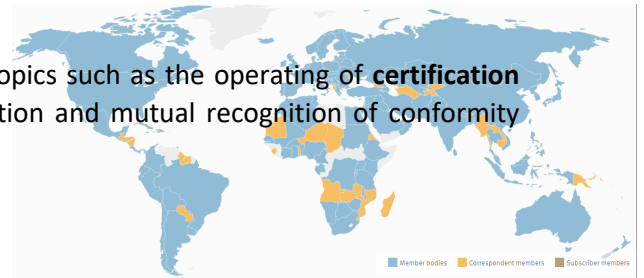 opics such as the operating of certification
tion and mutual recognition of conformity
Member bodies Correspondent members Subscriber members